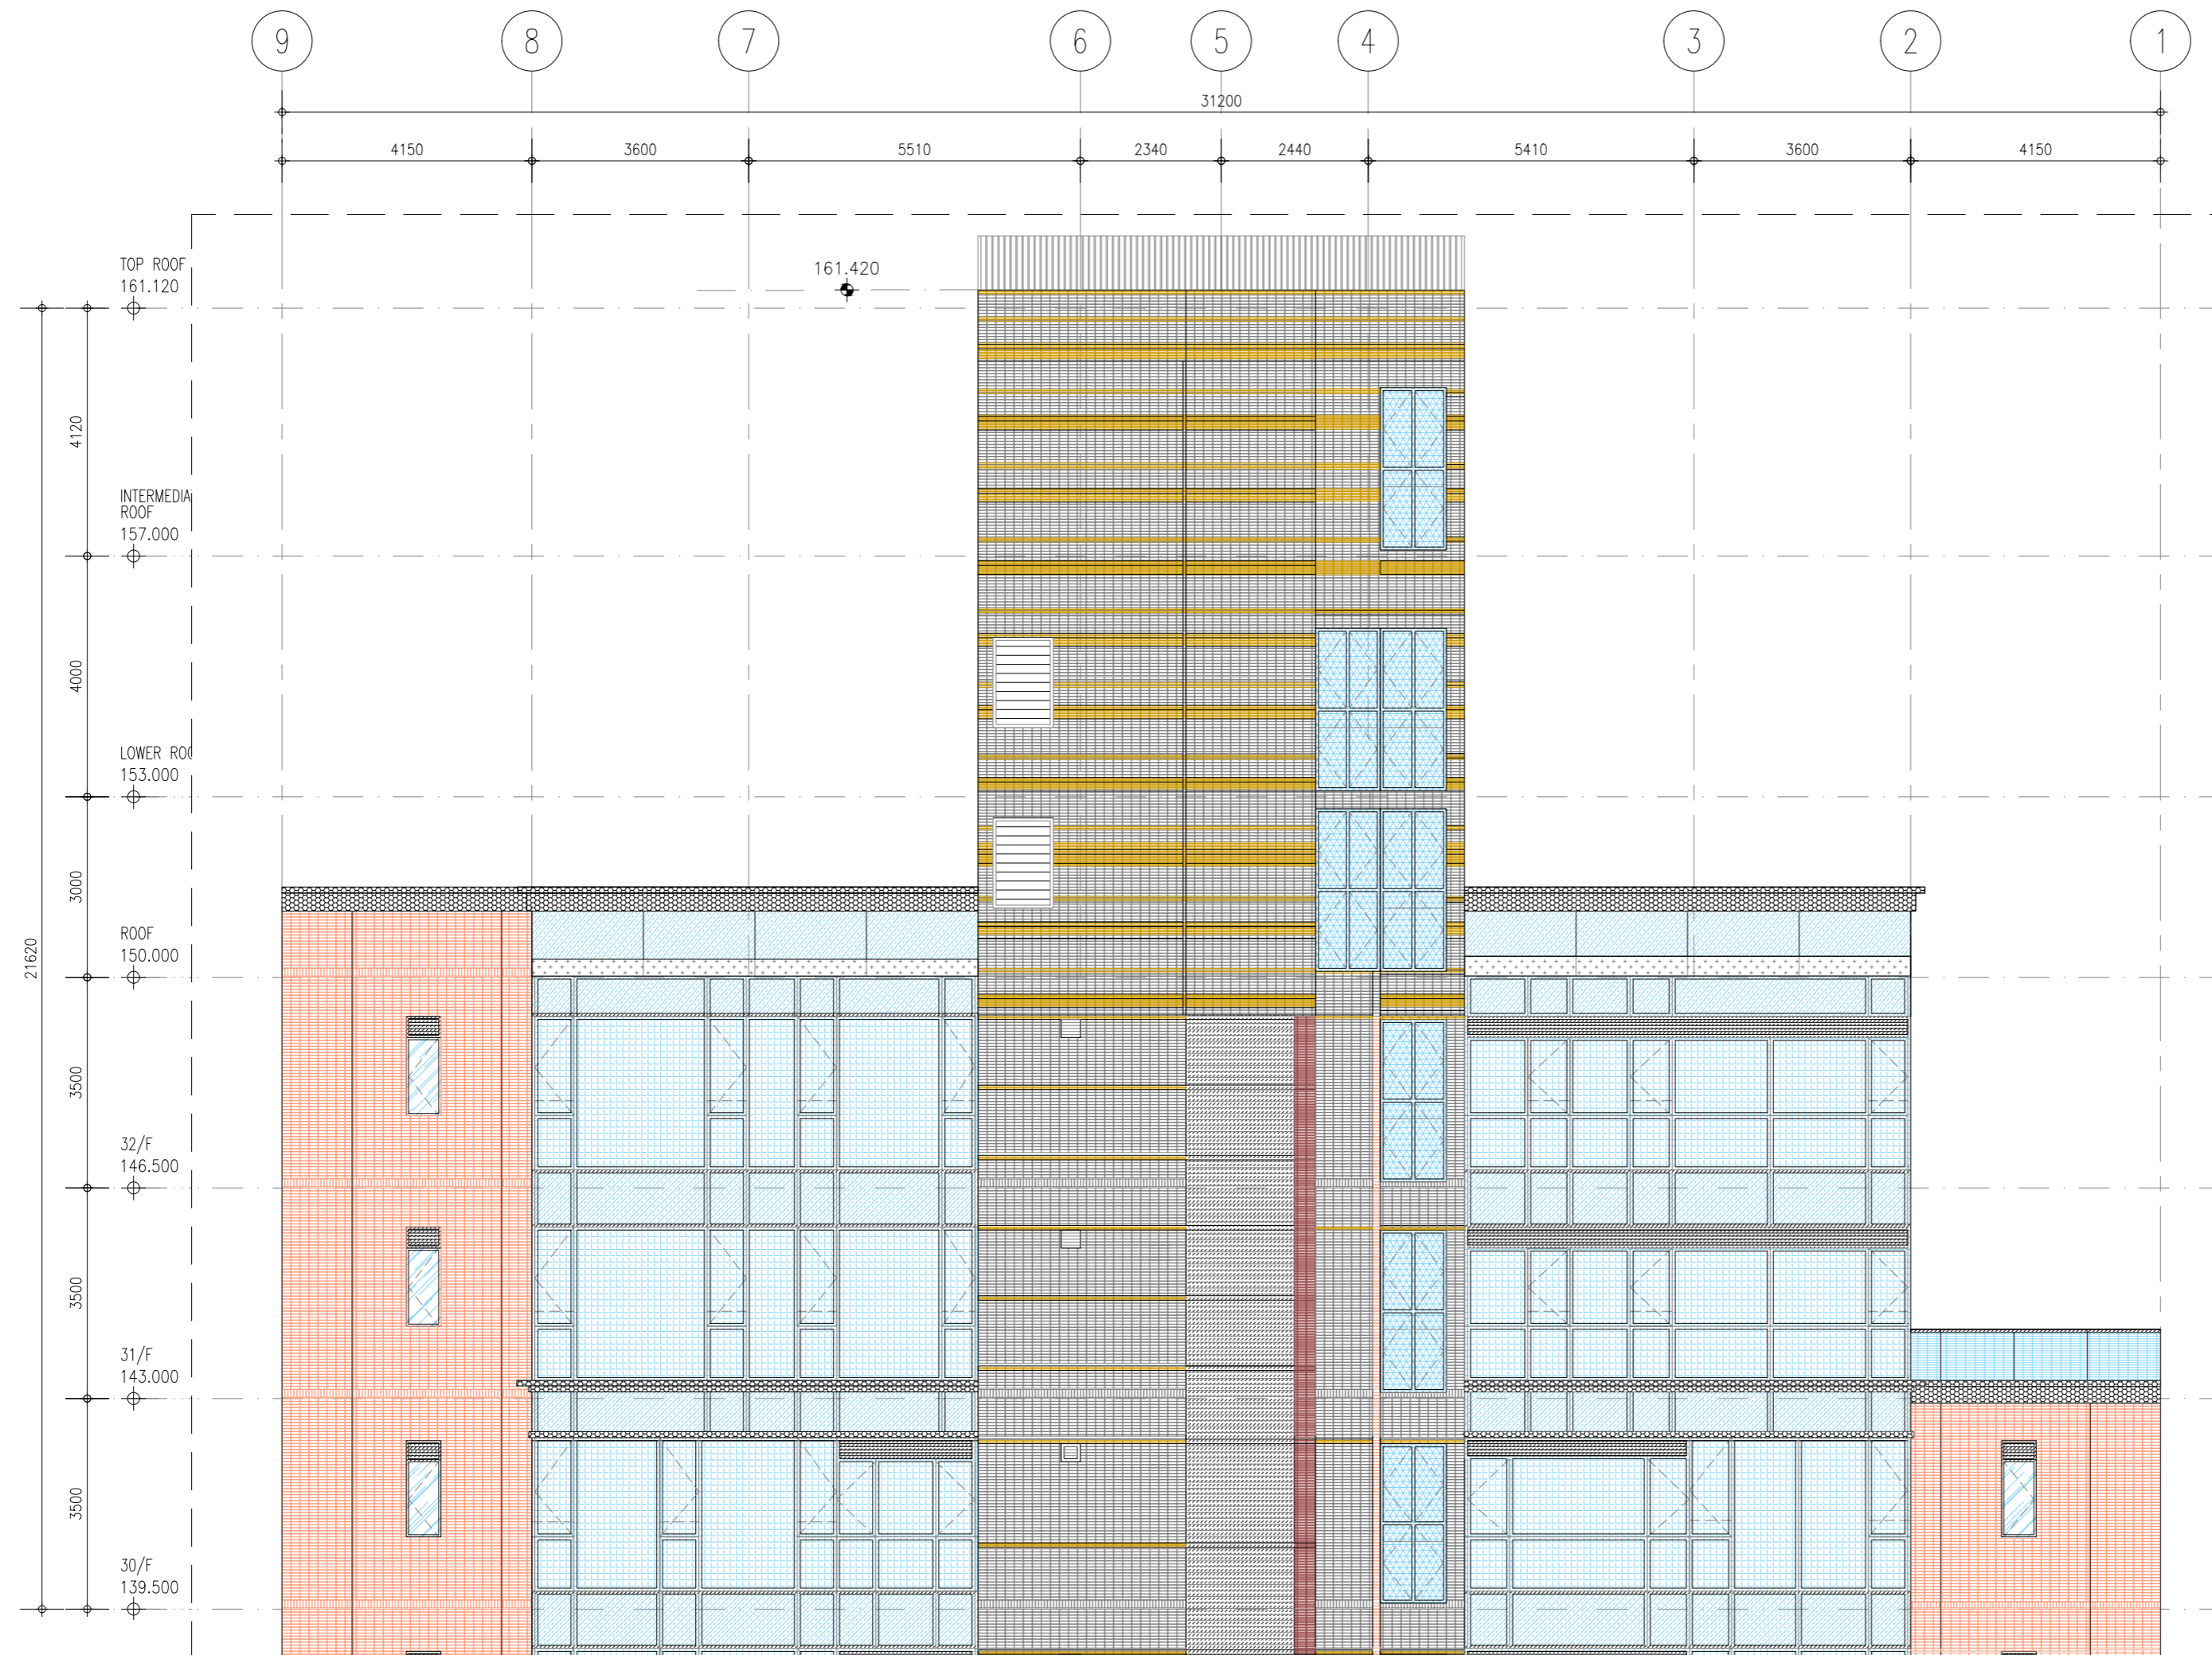 9 8 7 6 5 4 3 2 1
31200
4150 3600 5510 2340 2440 5410 3600 4150
TOP ROOF
161.120
161.420
4120
INTERMEDIA
ROOF
157.000
4000
LOWER ROO
153.000
3000
ROOF
150.000
21620
3500
32/F
146.500
3500
31/F
143.000
3500
30/F
139.500